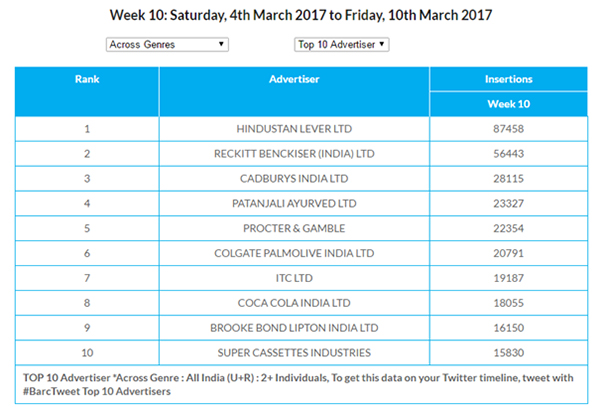 Week 10: Saturday, 4th March 2017 to Friday, 10th March 2017
Across Genres Top 10 Advertiser
Rank Advertiser Insertions
Week 10
1 HINDUSTAN LEVER LTD 87458
2 RECKITT BENCKISER (INDIA) LTD 56443
3 CADBURYS INDIA LTD 28115
4 PATANJALI AYURVED LTD 23327
5 PROCTER & GAMBLE 22354
6 COLGATE PALMOLIVE INDIA LTD 20791
7 ITC LTD 19187
8 COCA COLA INDIA LTD 18055
9 BROOKE BOND LIPTON INDIA LTD 16150
10 SUPER CASSETTES INDUSTRIES 15830
TOP 10 Advertiser *Across Genre : All India (U+R) : 2+ Individuals, To get this data on your Twitter timeline, tweet with
#BarcTweet Top 10 Advertisers